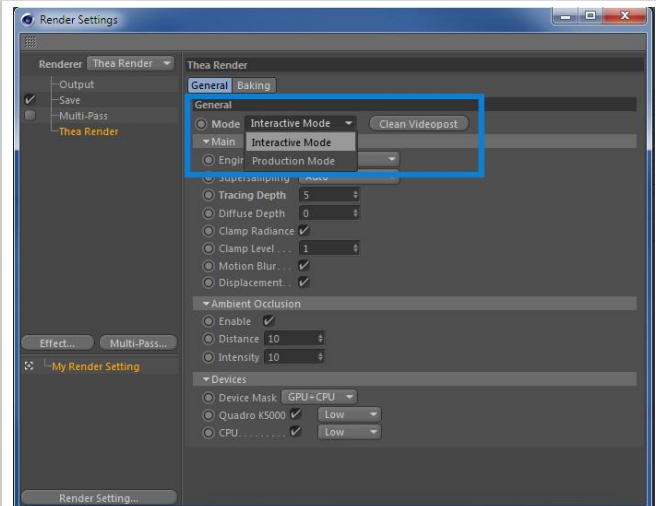 Render Settings
Renderer Thea Render
Output
Save
Multi-Pass
Thea Render
Effect... Multi-Pass...
My Render Setting
Render Setting...
Thea Render
General Baking
General
Mode Interactive Mode Clean Videopost
Interactive Mode
Production Mode
Main
Engin
Supersampling Auto
Tracing Depth 5
Diffuse Depth 0
Clamp Radiance
Clamp Level . . . 1
Motion Blur. . .
Displacement. .
Ambient Occlusion
Enable
Distance 10
Intensity 10
Devices
Device Mask GPU+CPU
Quadro K5000 Low
CPU. . . . . . . . . Low